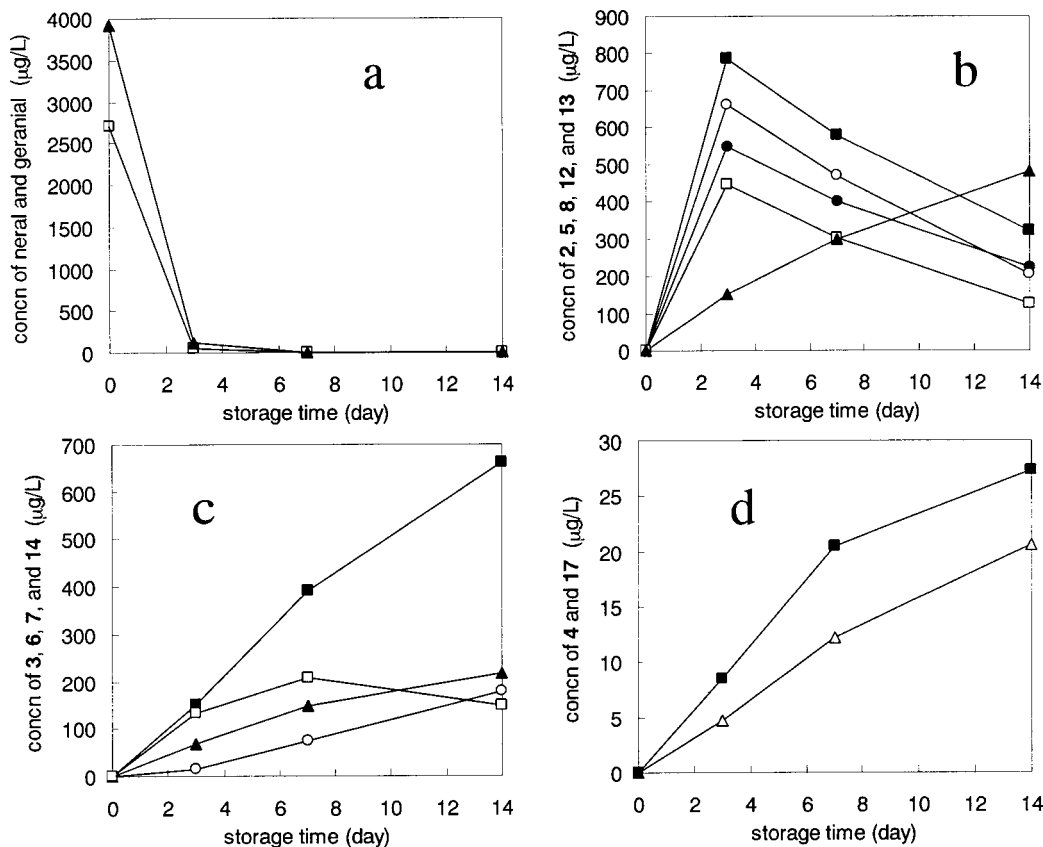 a
concn of neral and geranial (μg/L)
4000
3500
3000
2500
2000
1500
1000
500
0
0 2 4 6 8 10 12 14
storage time (day)
b
concn of 2, 5, 8, 12, and 13 (μg/L)
900
800
700
600
500
400
300
200
100
0
0 2 4 6 8 10 12 14
storage time (day)
c
concn of 3, 6, 7, and 14 (μg/L)
700
600
500
400
300
200
100
0
0 2 4 6 8 10 12 14
storage time (day)
d
concn of 4 and 17 (μg/L)
30
25
20
15
10
5
0
0 2 4 6 8 10 12 14
storage time (day)